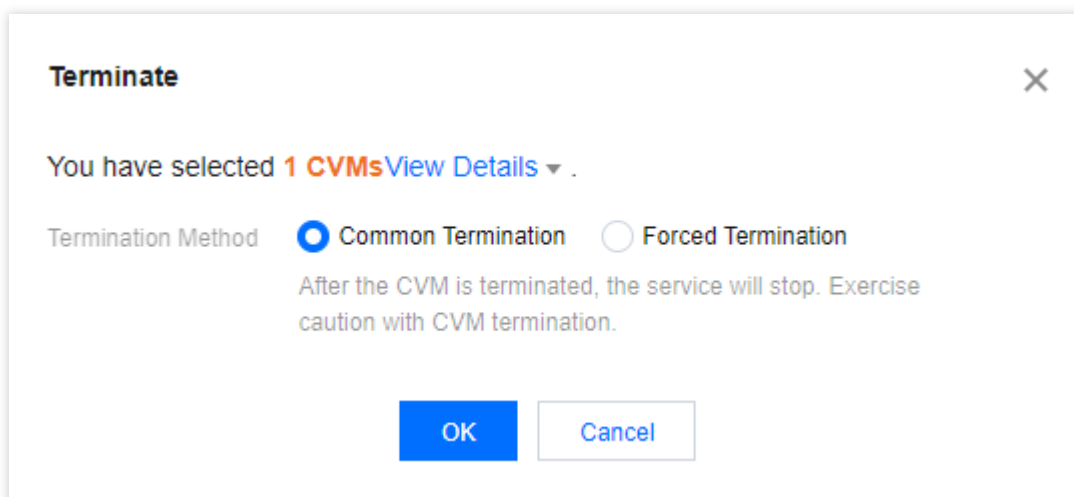 Terminate
You have selected 1 CVMsView Details .
Termination Method Common Termination Forced Termination
After the CVM is terminated, the service will stop. Exercise
caution with CVM termination.
OK Cancel